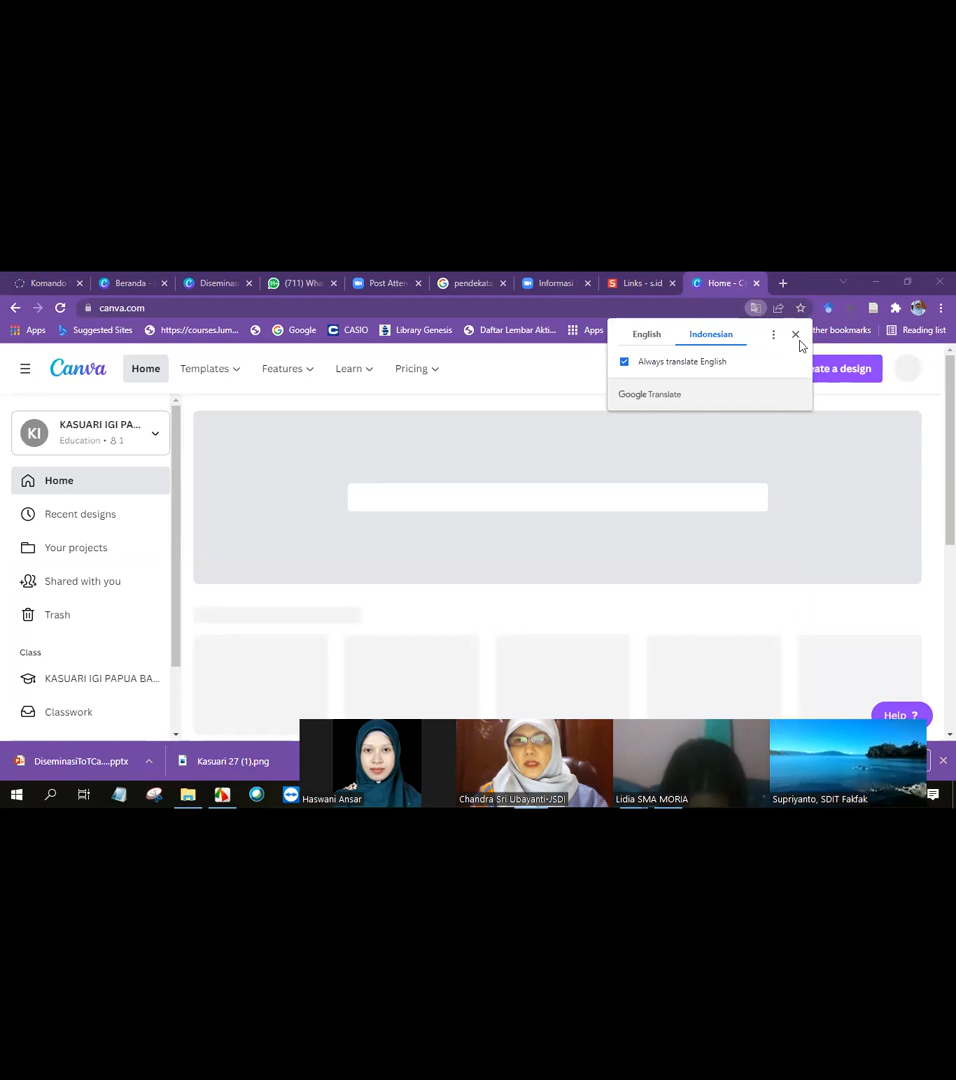 Komando
Beranda -
Diseminas
(711) Wha
Post Atten
pendekata
Informasi
Links - s.id
Home - C
canva.com
Apps
Suggested Sites
https://coursesJum...
Google
CASIO
Library Genesis
Daftar Lembar Akti...
Apps
ther bookmarks
Reading list
English
Indonesian
Always translate English
Google Translate
Canva
Home
Templates
Features
Learn
Pricing
eate a design
KI
KASUARI IGI PA...
Education • 1
Home
Recent designs
Your projects
Shared with you
Trash
Class
KASUARI IGI PAPUA BA...
Classwork
Help ?
DiseminasiToTCa....pptx
Kasuari 27 (1).png
Haswani Ansar
Chandra Sri Ubayanti-JSDI
Lidia SMA MORIA
Supriyanto, SDIT Fakfak